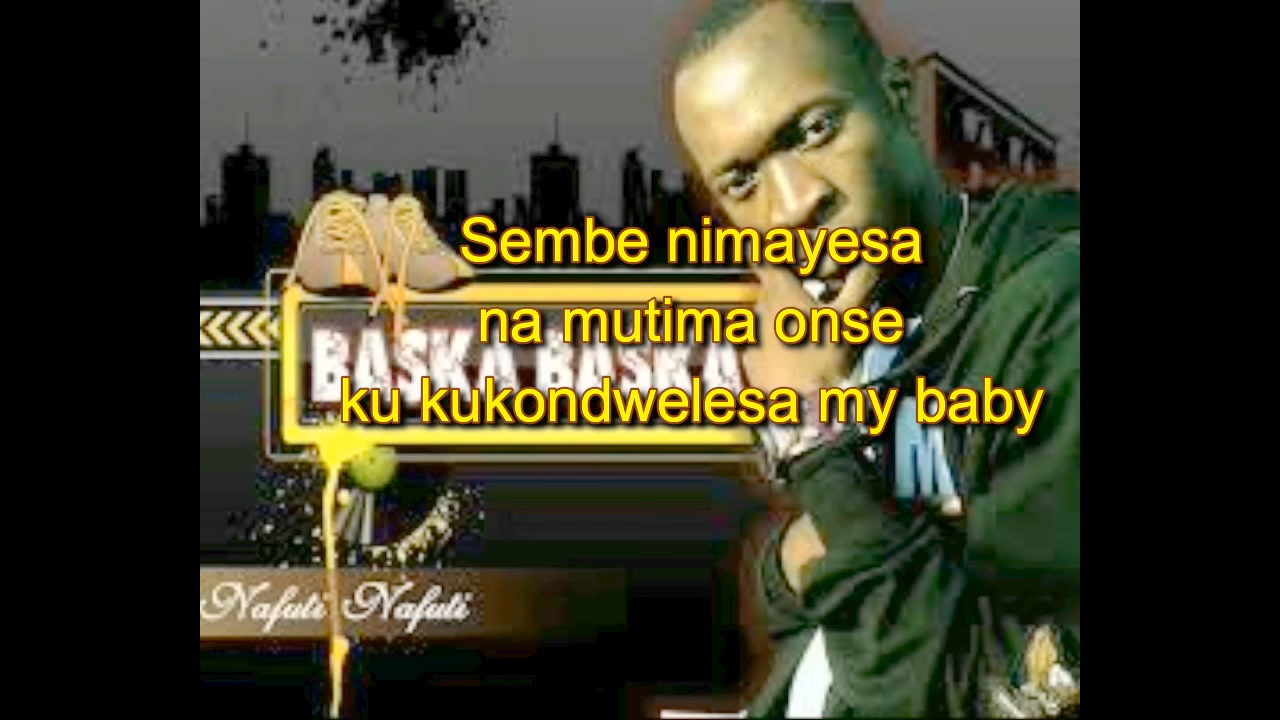 Sembe nimayesa
na mutima onse
BASKA BASKA
ku kukondwelesa my baby
Nafuti Nafuti